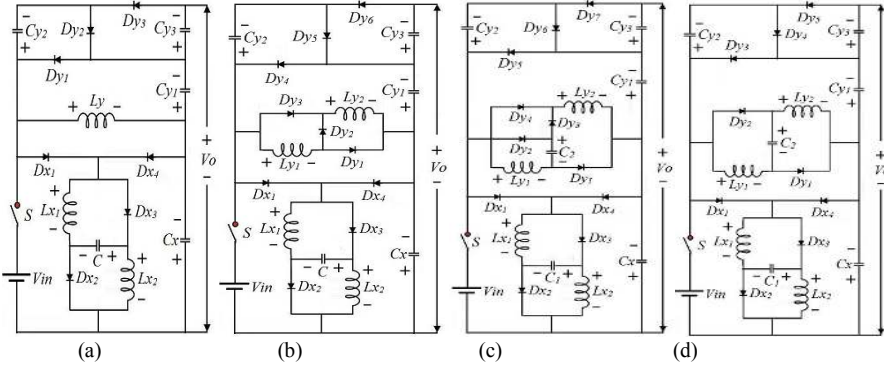 Cy2 Dy2 Dy3 Cy3
Dy1 Cy1
Ly
Dx1 Dx4
Vo
Lx1 Dx3
S
Cx
Vin Dx2 C Lx2
(a)
Cy2 Dy5 Dy6 Cy3
Dy4 Cy1
Dy3 Ly2
Dy2
Ly1 Dy1
Vo
Dx1 Dx4
Lx1 Dx3
S
Cx
C
Vin Dx2 Lx2
(b)
Cy2 Dy6 Dy7 Cy3
Dy5 Cy1
Ly2
Dy4 Dy3
Dy2 C2
Ly1 Dy5
Vo
Dx1 Dx4
S Lx1 Dx3
C1 Cx
Vin Dx2 Lx2
(c)
Cy2 Dy4 Dy5 Cy3
Dy3 Cy1
Ly2
Dy2
C2
Ly1 Dy1
Dx1 Dx4
S Lx1 Dx3
C1 Cx
Vin Dx2 Lx2
(d)